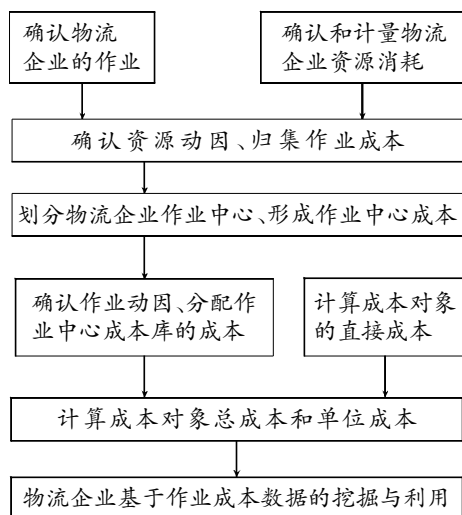 确认物流
企业的作业
确认和计量物流
企业资源消耗
确认资源动因、归集作业成本
划分物流企业作业中心、形成作业中心成本
确认作业动因、分配作
业中心成本库的成本
计算成本对象
的直接成本
计算成本对象总成本和单位成本
物流企业基于作业成本数据的挖掘与利用